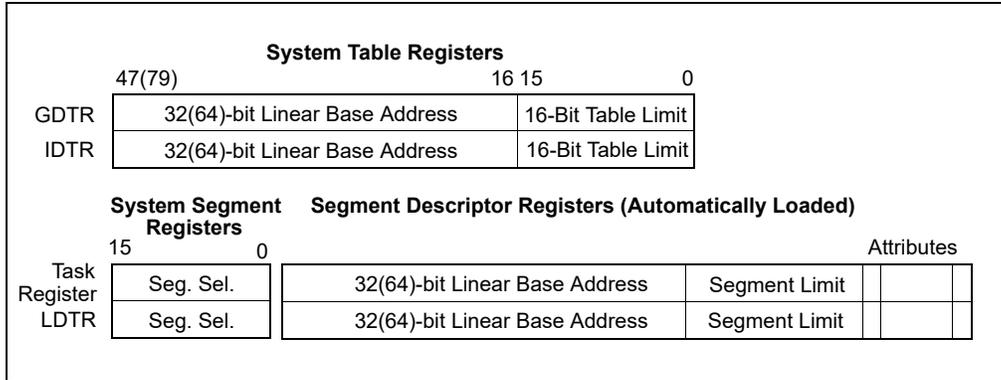 System Table Registers
47(79) 16 15 0
GDTR 32(64)-bit Linear Base Address 16-Bit Table Limit
IDTR 32(64)-bit Linear Base Address 16-Bit Table Limit
System Segment Registers Segment Descriptor Registers (Automatically Loaded)
15 0 Attributes
Task Register Seg. Sel. 32(64)-bit Linear Base Address Segment Limit
LDTR Seg. Sel. 32(64)-bit Linear Base Address Segment Limit